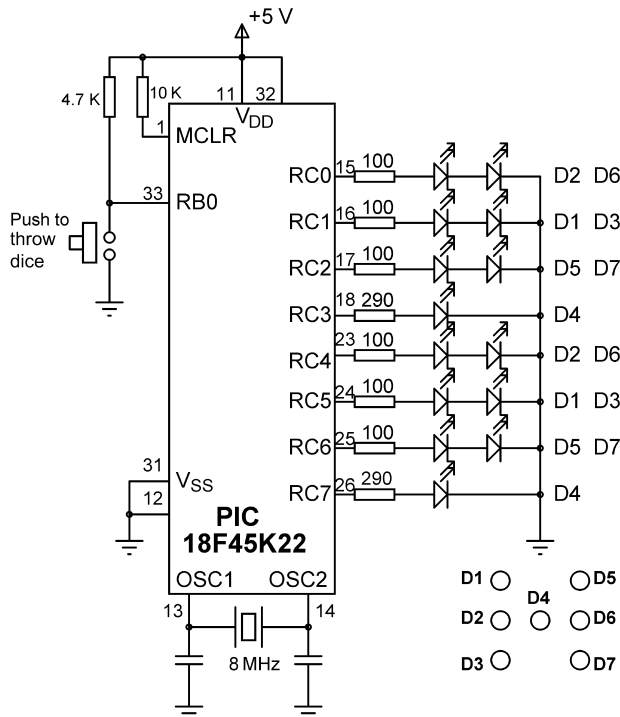 +5 V
4.7 K
10 K
11 32
VDD
1 MCLR
33 RB0
Push to
throw
dice
RC0 15 100 D2 D6
RC1 16 100 D1 D3
RC2 17 100 D5 D7
RC3 18 290 D4
RC4 23 100 D2 D6
RC5 24 100 D1 D3
RC6 25 100 D5 D7
RC7 26 290 D4
31 VSS
12
PIC
18F45K22
OSC1 OSC2
13 14
8 MHz
D1 D5
D4
D2 D6
D3 D7